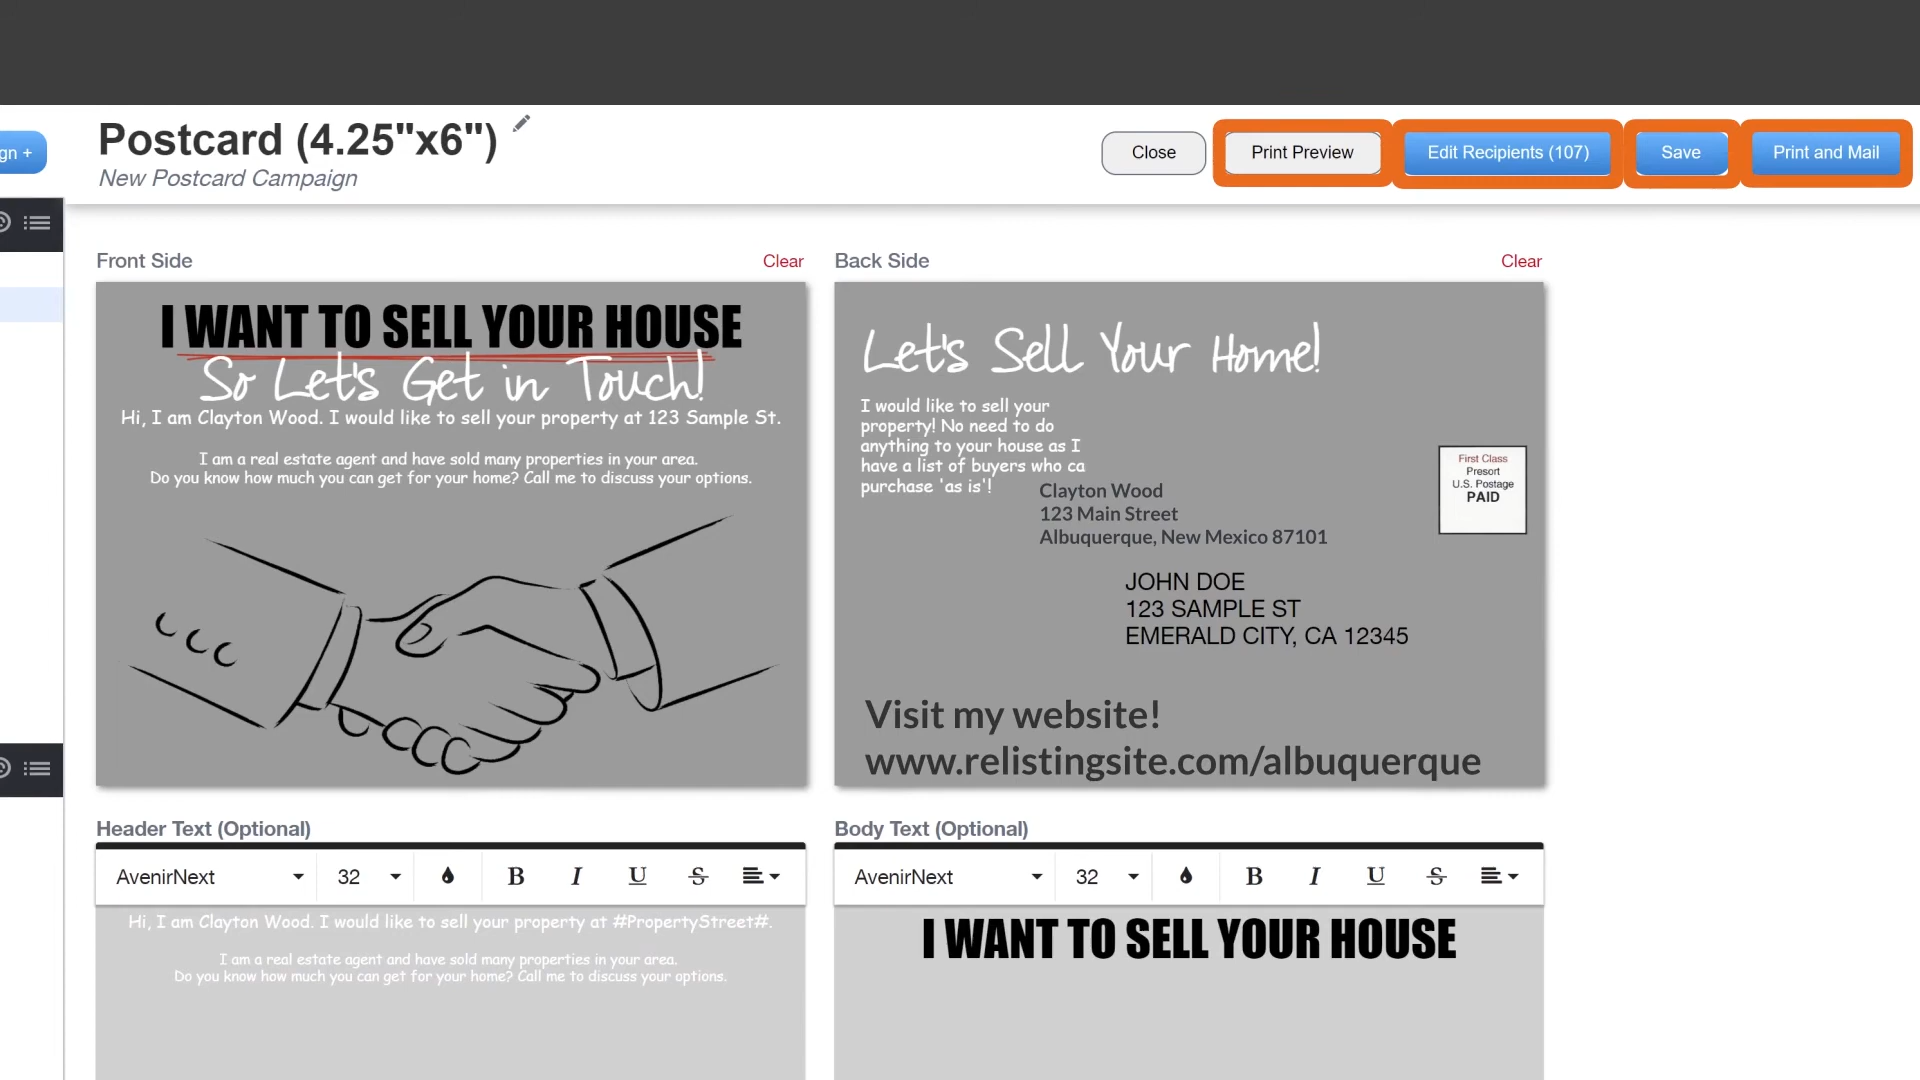 gn +
Postcard (4.25"x6")
New Postcard Campaign
Close
Print Preview
Edit Recipients (107)
Save
Print and Mail
Front Side
Clear
I WANT TO SELL YOUR HOUSE
So Let's Get in Touch!
Hi, I am Clayton Wood. I would like to sell your property at 123 Sample St.
I am a real estate agent and have sold many properties in your area.
Do you know how much you can get for your home? Call me to discuss your options.
Back Side
Clear
Let's Sell Your Home!
I would like to sell your
property! No need to do
anything to your house as I
have a list of buyers who ca
purchase 'as is'!
First Class
Presort
U.S. Postage
PAID
Clayton Wood
123 Main Street
Albuquerque, New Mexico 87101
JOHN DOE
123 SAMPLE ST
EMERALD CITY, CA 12345
Visit my website!
www.relistingsite.com/albuquerque
Header Text (Optional)
AvenirNext
32
B I U S
Hi, I am Clayton Wood. I would like to sell your property at #PropertyStreet#.
I am a real estate agent and have sold many properties in your area.
Do you know how much you can get for your home? Call me to discuss your options.
Body Text (Optional)
AvenirNext
32
B I U S
I WANT TO SELL YOUR HOUSE